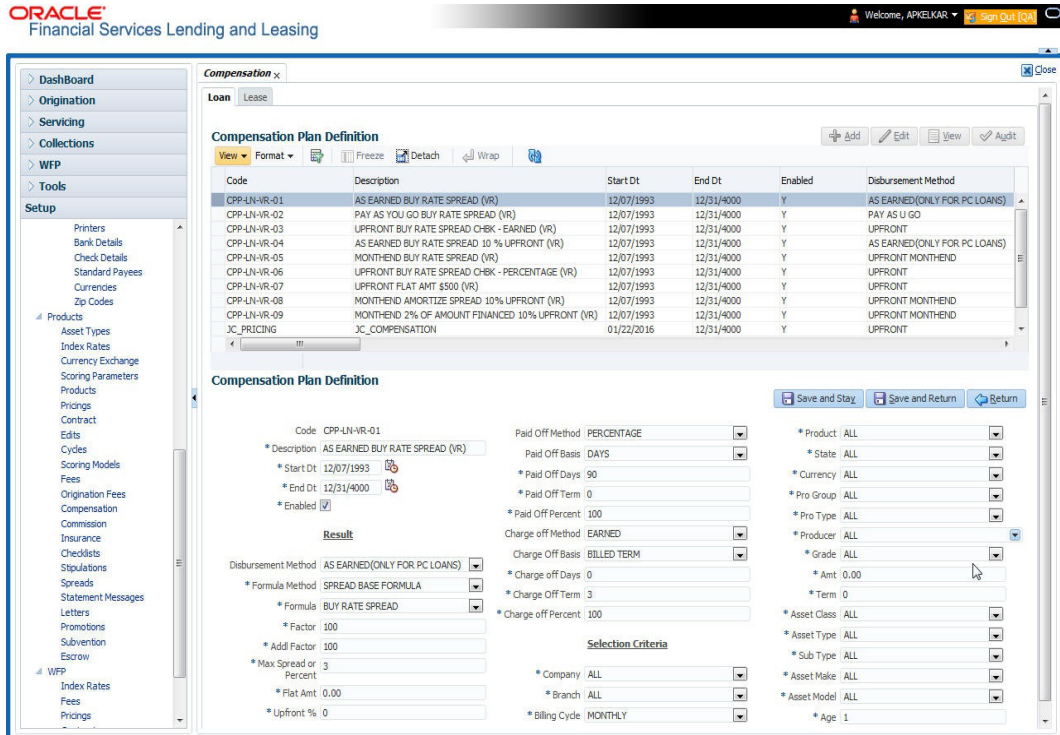 ORACLE®
Financial Services Lending and Leasing
Welcome, APKELKAR
Sign Out [QA]
DashBoard
Origination
Servicing
Collections
WFP
Tools
Setup
Printers
Bank Details
Check Details
Standard Payees
Currencies
Zip Codes
Products
Asset Types
Index Rates
Currency Exchange
Scoring Parameters
Products
Pricings
Contract
Edits
Cycles
Scoring Models
Fees
Origination Fees
Compensation
Commission
Insurance
Checklists
Stipulations
Spreads
Statement Messages
Letters
Promotions
Subvention
Escrow
WFP
Index Rates
Fees
Pricings
Compensation
Close
Loan Lease
Compensation Plan Definition
Add Edit View Audit
View Format Freeze Detach Wrap
Code Description Start Dt End Dt Enabled Disbursement Method
CPP-LN-VR-01 AS EARNED BUY RATE SPREAD (VR) 12/07/1993 12/31/4000 Y AS EARNED(ONLY FOR PC LOANS)
CPP-LN-VR-02 PAY AS YOU GO BUY RATE SPREAD (VR) 12/07/1993 12/31/4000 Y PAY AS U GO
CPP-LN-VR-03 UPFRONT BUY RATE SPREAD CHBK - EARNED (VR) 12/07/1993 12/31/4000 Y UPFRONT
CPP-LN-VR-04 AS EARNED BUY RATE SPREAD 10 % UPFRONT (VR) 12/07/1993 12/31/4000 Y AS EARNED(ONLY FOR PC LOANS)
CPP-LN-VR-05 MONTHEND BUY RATE SPREAD (VR) 12/07/1993 12/31/4000 Y UPFRONT MONTHEND
CPP-LN-VR-06 UPFRONT BUY RATE SPREAD CHBK - PERCENTAGE (VR) 12/07/1993 12/31/4000 Y UPFRONT
CPP-LN-VR-07 UPFRONT FLAT AMT $500 (VR) 12/07/1993 12/31/4000 Y UPFRONT
CPP-LN-VR-08 MONTHEND AMORTIZE SPREAD 10% UPFRONT (VR) 12/07/1993 12/31/4000 Y UPFRONT MONTHEND
CPP-LN-VR-09 MONTHEND 2% OF AMOUNT FINANCED 10% UPFRONT (VR) 12/07/1993 12/31/4000 Y UPFRONT MONTHEND
JC_PRICING JC_COMPENSATION 01/22/2016 12/31/4000 Y UPFRONT
Compensation Plan Definition
Save and Stay Save and Return Return
Code CPP-LN-VR-01
* Description AS EARNED BUY RATE SPREAD (VR)
* Start Dt 12/07/1993
* End Dt 12/31/4000
* Enabled
Result
Disbursement Method AS EARNED(ONLY FOR PC LOANS)
* Formula Method SPREAD BASE FORMULA
* Formula BUY RATE SPREAD
* Factor 100
* Addl Factor 100
* Max Spread or Percent 3
* Flat Amt 0.00
* Upfront % 0
Paid Off Method PERCENTAGE
Paid Off Basis DAYS
* Paid Off Days 90
* Paid Off Term 0
* Paid Off Percent 100
Charge off Method EARNED
Charge Off Basis BILLED TERM
* Charge off Days 0
* Charge Off Term 3
* Charge off Percent 100
Selection Criteria
* Company ALL
* Branch ALL
* Billing Cycle MONTHLY
* Product ALL
* State ALL
* Currency ALL
* Pro Group ALL
* Pro Type ALL
* Producer ALL
* Grade ALL
* Amt 0.00
* Term 0
* Asset Class ALL
* Asset Type ALL
* Sub Type ALL
* Asset Make ALL
* Asset Model ALL
* Age 1